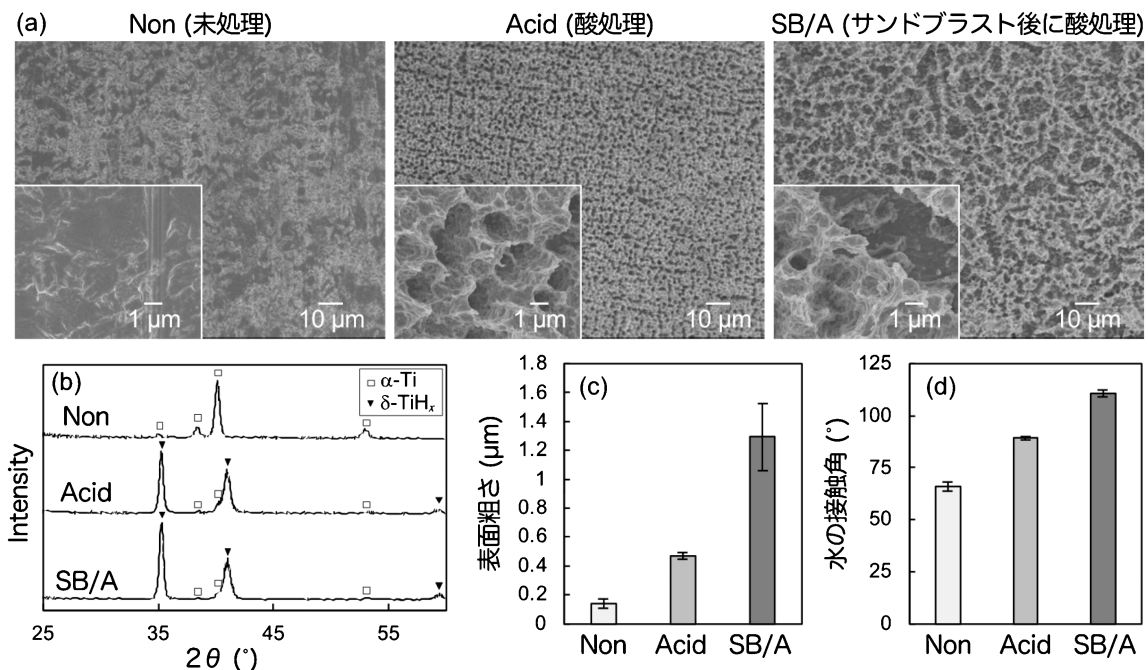 (a)
Non (未処理)
Acid (酸処理)
SB/A (サンドブラスト後に酸処理)
1 µm
10 µm
1 µm
10 µm
1 µm
10 µm
(b)
□ α-Ti
▼ δ-TiHx
Non
Acid
SB/A
Intensity
25 35 45 55
2θ (°)
(c)
表面粗さ (µm)
1.8
1.6
1.4
1.2
1.0
0.8
0.6
0.4
0.2
0
Non Acid SB/A
(d)
水の接触角 (°)
125
100
75
50
25
0
Non Acid SB/A